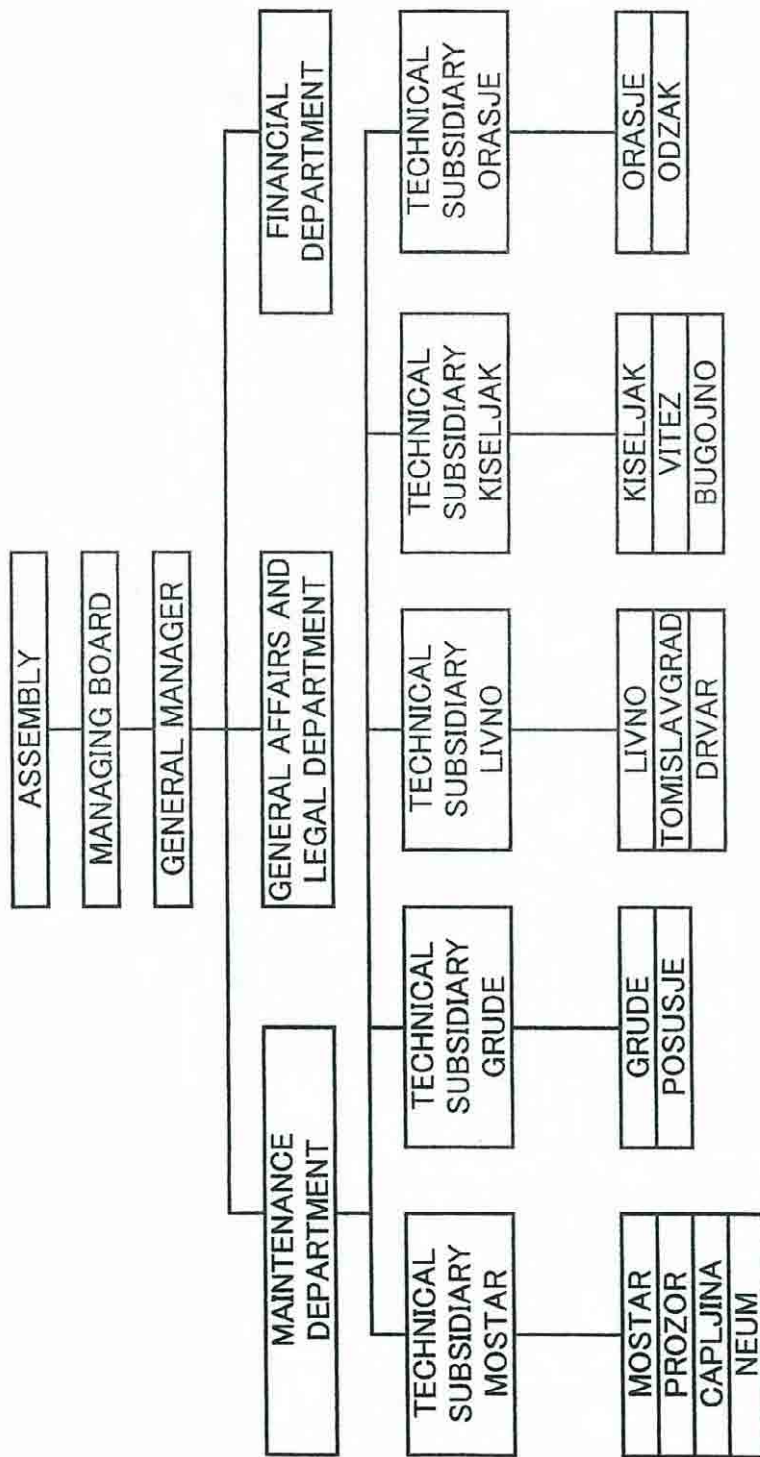 ASSEMBLY
MANAGING BOARD
GENERAL MANAGER
MAINTENANCE
DEPARTMENT
GENERAL AFFAIRS AND
LEGAL DEPARTMENT
FINANCIAL
DEPARTMENT
TECHNICAL
SUBSIDIARY
MOSTAR
TECHNICAL
SUBSIDIARY
GRUDE
TECHNICAL
SUBSIDIARY
LIVNO
TECHNICAL
SUBSIDIARY
KISELJAK
TECHNICAL
SUBSIDIARY
ORASJE
MOSTAR
PROZOR
CAPLJINA
NEUM
GRUDE
POSUSJE
LIVNO
TOMISLAVGRAD
DRVAR
KISELJAK
VITEZ
BUGOJNO
ORASJE
ODZAK